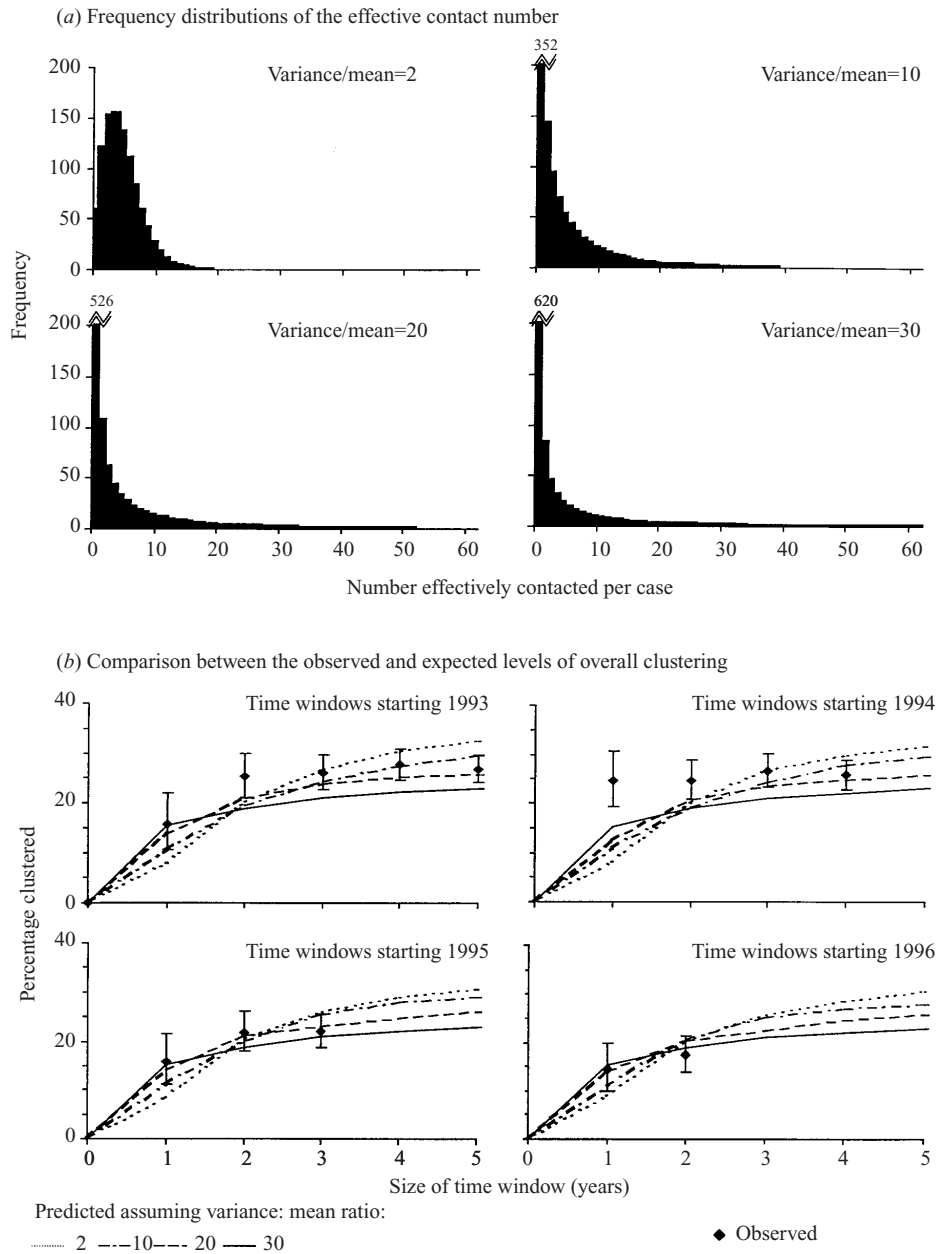 (a) Frequency distributions of the effective contact number
352
200
Variance/mean=2
Variance/mean=10
150
100
50
0
Frequency
526
620
200
Variance/mean=20
Variance/mean=30
150
100
50
0
0 10 20 30 40 50 60
0 10 20 30 40 50 60
Number effectively contacted per case
(b) Comparison between the observed and expected levels of overall clustering
40
Time windows starting 1993
Time windows starting 1994
20
0
Percentage clustered
40
Time windows starting 1995
Time windows starting 1996
20
0
0 1 2 3 4 5
0 1 2 3 4 5
Size of time window (years)
Predicted assuming variance: mean ratio:
2 10 20 30
Observed